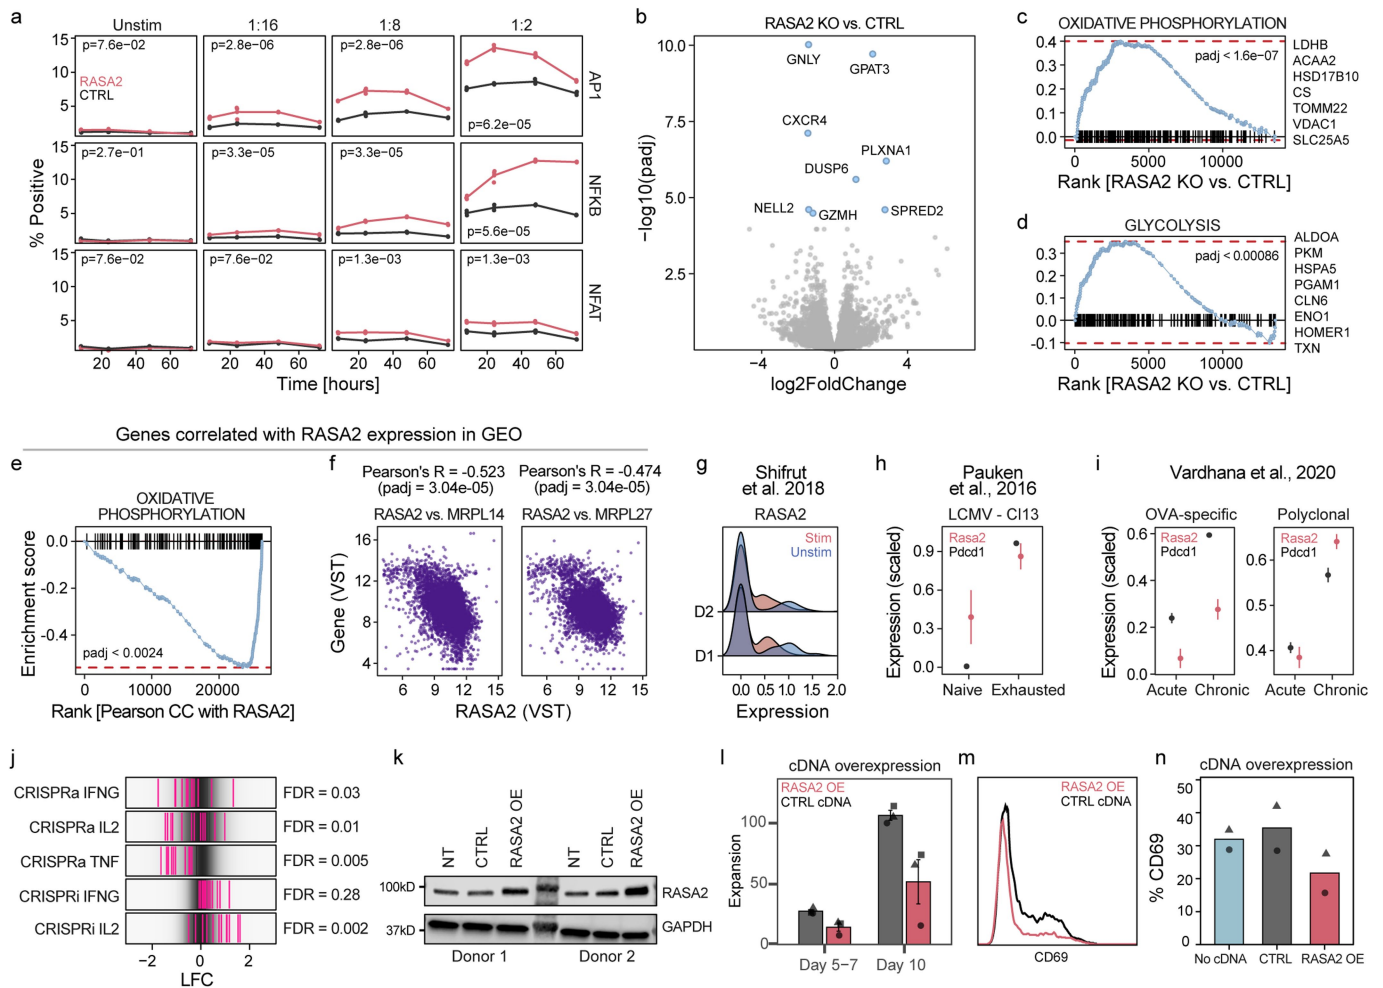 a
Unstim
1:16
1:8
1:2
15
10
5
p=7.6e-02
p=2.8e-06
p=2.8e-06
p=6.2e-05
RASA2
CTRL
AP1
15
10
5
p=2.7e-01
p=3.3e-05
p=3.3e-05
p=5.6e-05
NFKB
% Positive
15
10
5
p=7.6e-02
p=7.6e-02
p=1.3e-03
p=1.3e-03
NFAT
20 40 60
20 40 60
20 40 60
20 40 60
Time [hours]
b
RASA2 KO vs. CTRL
10.0
7.5
5.0
2.5
−log10(padj)
GNLY
GPAT3
CXCR4
PLXNA1
DUSP6
NELL2
GZMH
SPRED2
−4 0 4
log2FoldChange
c
OXIDATIVE PHOSPHORYLATION
0.4
0.3
0.2
0.1
0.0
padj < 1.6e−07
LDHB
ACAA2
HSD17B10
CS
TOMM22
VDAC1
SLC25A5
0 5000 10000
Rank [RASA2 KO vs. CTRL]
d
GLYCOLYSIS
0.3
0.2
0.1
0.0
-0.1
padj < 0.00086
ALDOA
PKM
HSPA5
PGAM1
CLN6
ENO1
HOMER1
TXN
0 5000 10000
Rank [RASA2 KO vs. CTRL]
Genes correlated with RASA2 expression in GEO
e
OXIDATIVE
PHOSPHORYLATION
0.0
-0.2
-0.4
Enrichment score
padj < 0.0024
0 10000 20000
Rank [Pearson CC with RASA2]
f
Pearson's R = -0.523
(padj = 3.04e-05)
Pearson's R = -0.474
(padj = 3.04e-05)
RASA2 vs. MRPL14
RASA2 vs. MRPL27
16
12
8
4
Gene (VST)
6 9 12 15
6 9 12 15
RASA2 (VST)
g
Shifrut
et al. 2018
RASA2
Stim
Unstim
D2
D1
0.0 0.5 1.0 1.5 2.0
Expression
h
Pauken
et al., 2016
LCMV - Cl13
Rasa2
Pdcd1
0.9
0.6
0.3
0.0
Expression (scaled)
Naive Exhausted
i
Vardhana et al., 2020
OVA-specific
Polyclonal
Rasa2
Pdcd1
Rasa2
Pdcd1
0.6
0.4
0.2
0.0
0.6
0.5
0.4
Expression (scaled)
Acute Chronic
Acute Chronic
j
CRISPRa IFNG
FDR = 0.03
CRISPRa IL2
FDR = 0.01
CRISPRa TNF
FDR = 0.005
CRISPRi IFNG
FDR = 0.28
CRISPRi IL2
FDR = 0.002
−2 0 2
LFC
k
NT
CTRL
RASA2 OE
NT
CTRL
RASA2 OE
100kD
RASA2
37kD
GAPDH
Donor 1
Donor 2
l
cDNA overexpression
RASA2 OE
CTRL cDNA
100
50
0
Expansion
Day 5−7 Day 10
m
RASA2 OE
CTRL cDNA
CD69
n
cDNA overexpression
50
40
30
20
10
0
% CD69
No cDNA CTRL RASA2 OE